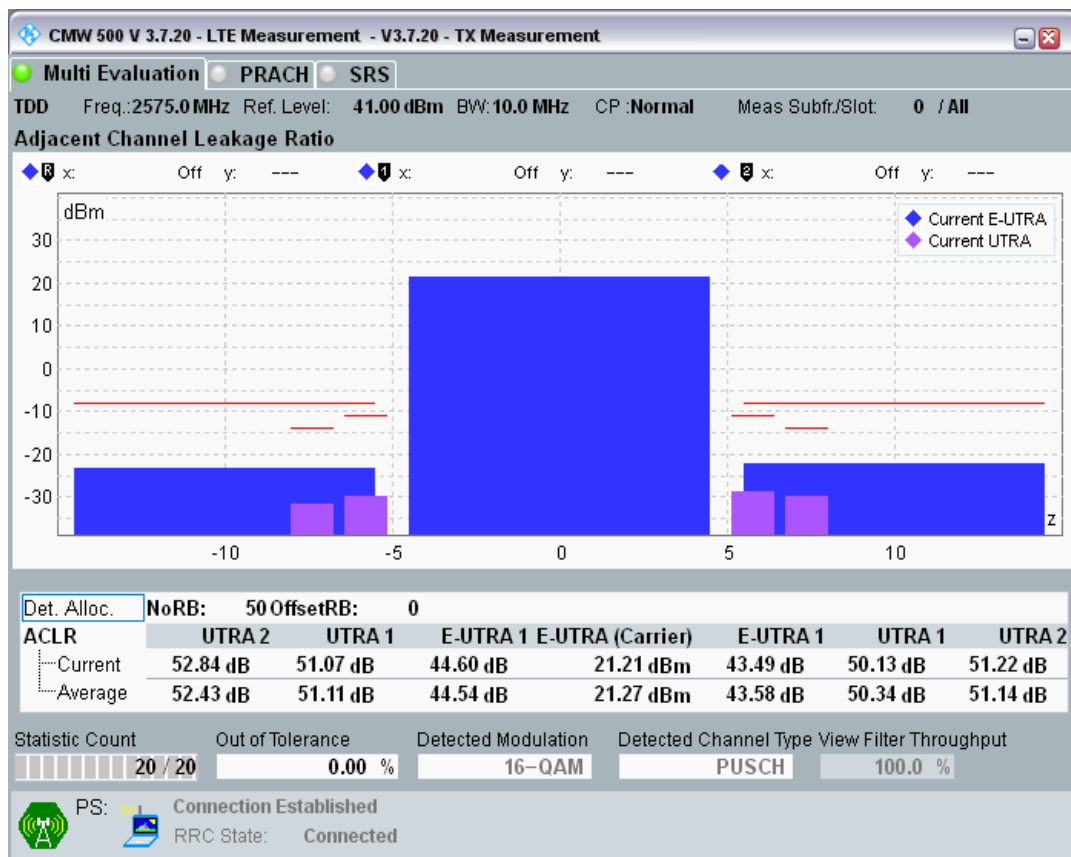 CMW 500 V 3.7.20 - LTE Measurement - V3.7.20 - TX Measurement
Multi Evaluation PRACH SRS
TDD Freq.:2575.0 MHz Ref. Level: 41.00 dBm BW:10.0 MHz CP :Normal Meas Subfr./Slot: 0 / All
Adjacent Channel Leakage Ratio
R x: Off y: --- 1 x: Off y: --- 2 x: Off y: ---
dBm
Current E-UTRA
Current UTRA
30
20
10
0
-10
-20
-30
z
-10 -5 0 5 10
Det. Alloc. NoRB: 50 OffsetRB: 0
ACLR UTRA 2 UTRA 1 E-UTRA 1 E-UTRA (Carrier) E-UTRA 1 UTRA 1 UTRA 2
Current 52.84 dB 51.07 dB 44.60 dB 21.21 dBm 43.49 dB 50.13 dB 51.22 dB
Average 52.43 dB 51.11 dB 44.54 dB 21.27 dBm 43.58 dB 50.34 dB 51.14 dB
Statistic Count Out of Tolerance Detected Modulation Detected Channel Type View Filter Throughput
20 / 20 0.00 % 16-QAM PUSCH 100.0 %
PS: Connection Established
RRC State: Connected